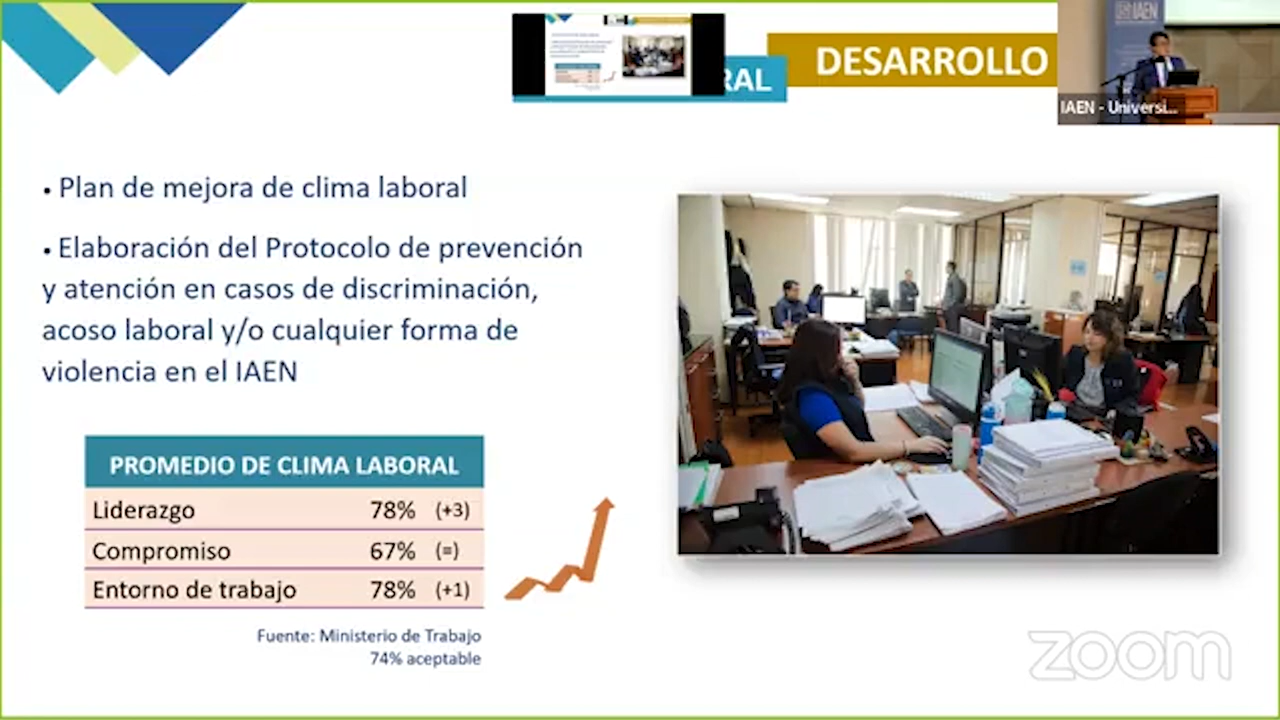 DESARROLLO
RAL
IAEN
IAEN - Universi...
• Plan de mejora de clima laboral
• Elaboración del Protocolo de prevención
y atención en casos de discriminación,
acoso laboral y/o cualquier forma de
violencia en el IAEN
PROMEDIO DE CLIMA LABORAL
Liderazgo 78% (+3)
Compromiso 67% (=)
Entorno de trabajo 78% (+1)
Fuente: Ministerio de Trabajo
74% aceptable
zoom